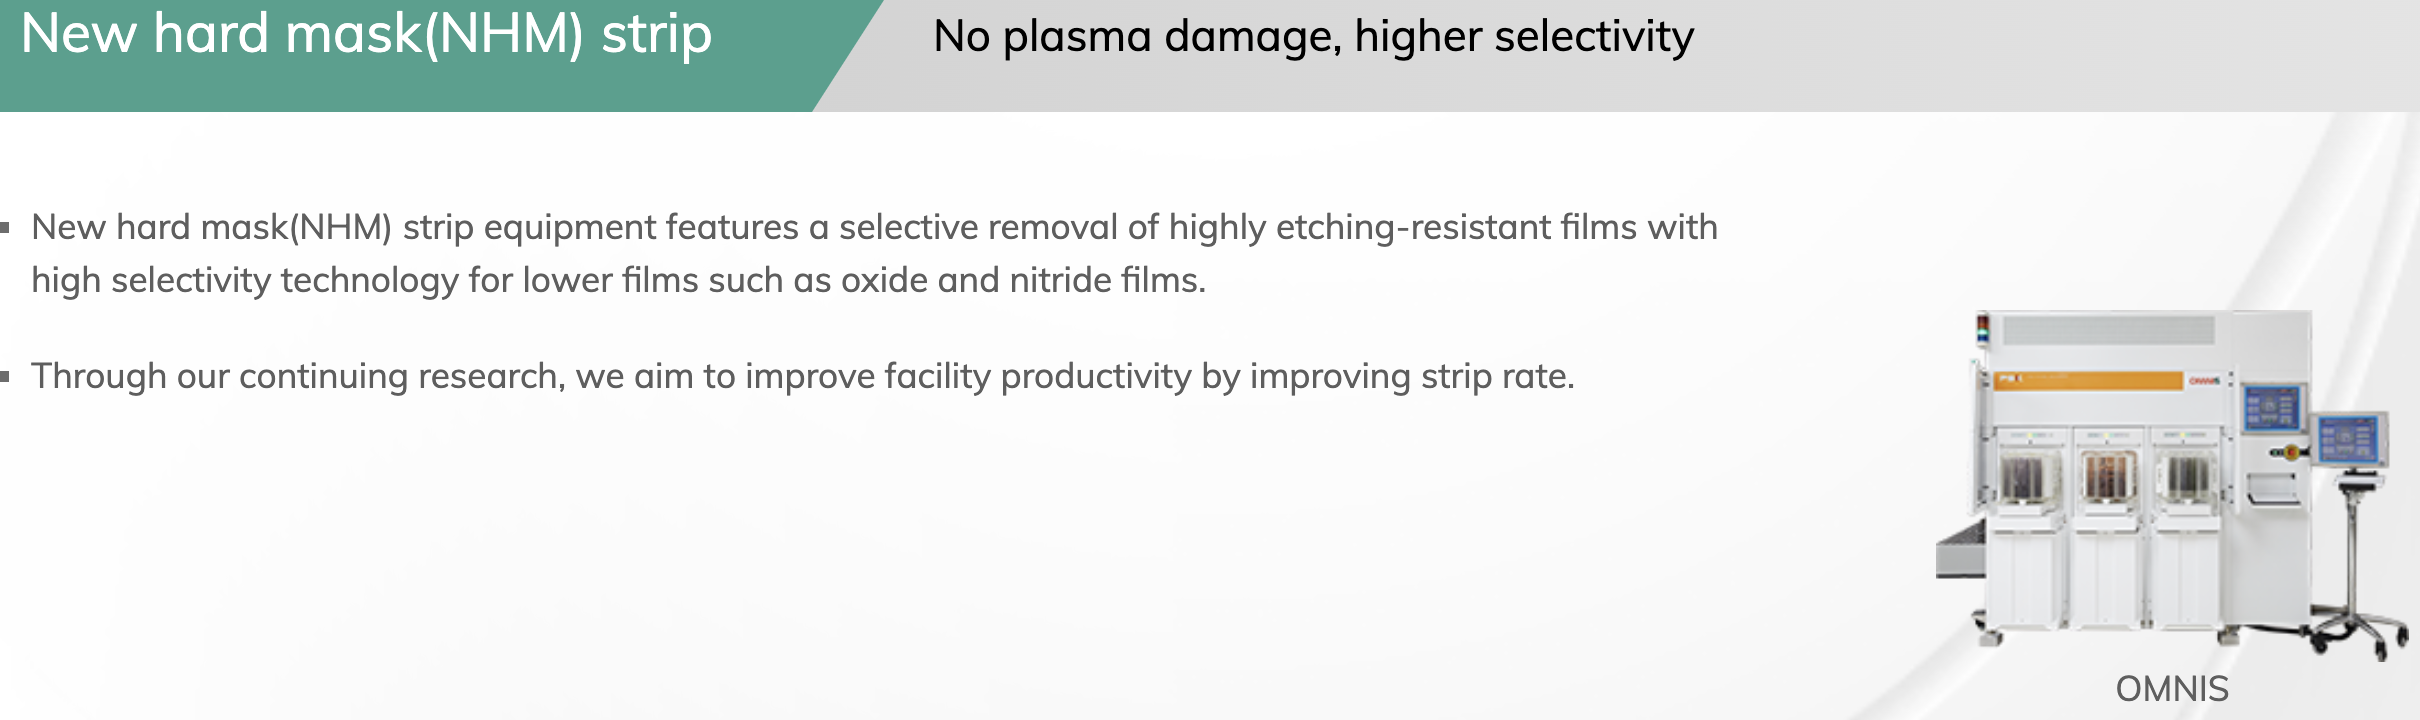 New hard mask(NHM) strip
No plasma damage, higher selectivity
New hard mask(NHM) strip equipment features a selective removal of highly etching-resistant films with
high selectivity technology for lower films such as oxide and nitride films.
Through our continuing research, we aim to improve facility productivity by improving strip rate.
OMNIS